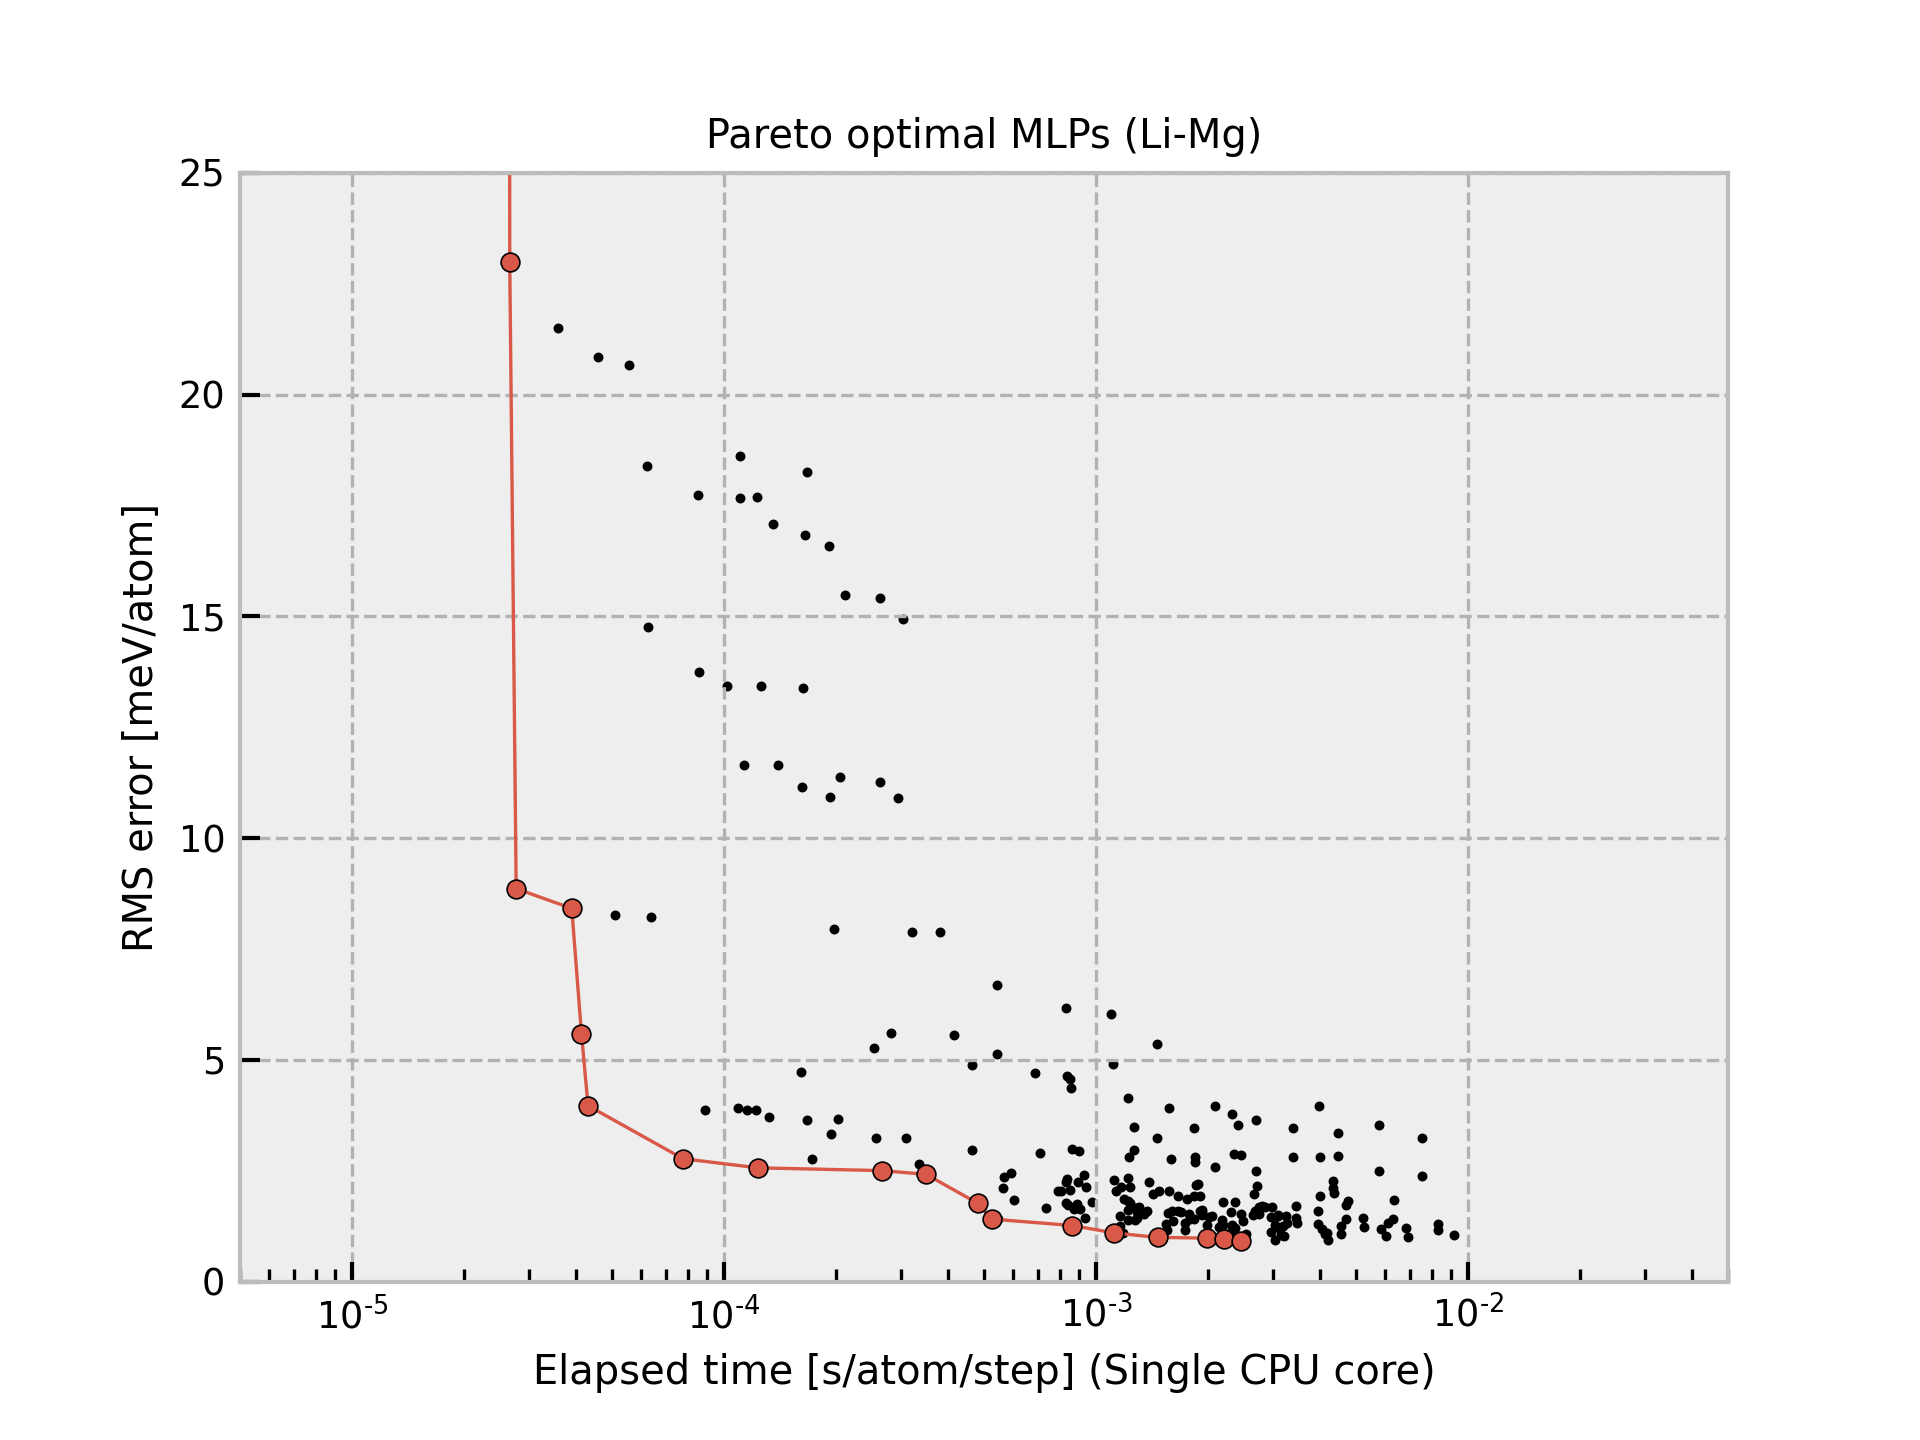 Pareto optimal MLPs (Li-Mg)
25
20
15
10
5
0
RMS error [meV/atom]
10^-5 10^-4 10^-3 10^-2
Elapsed time [s/atom/step] (Single CPU core)